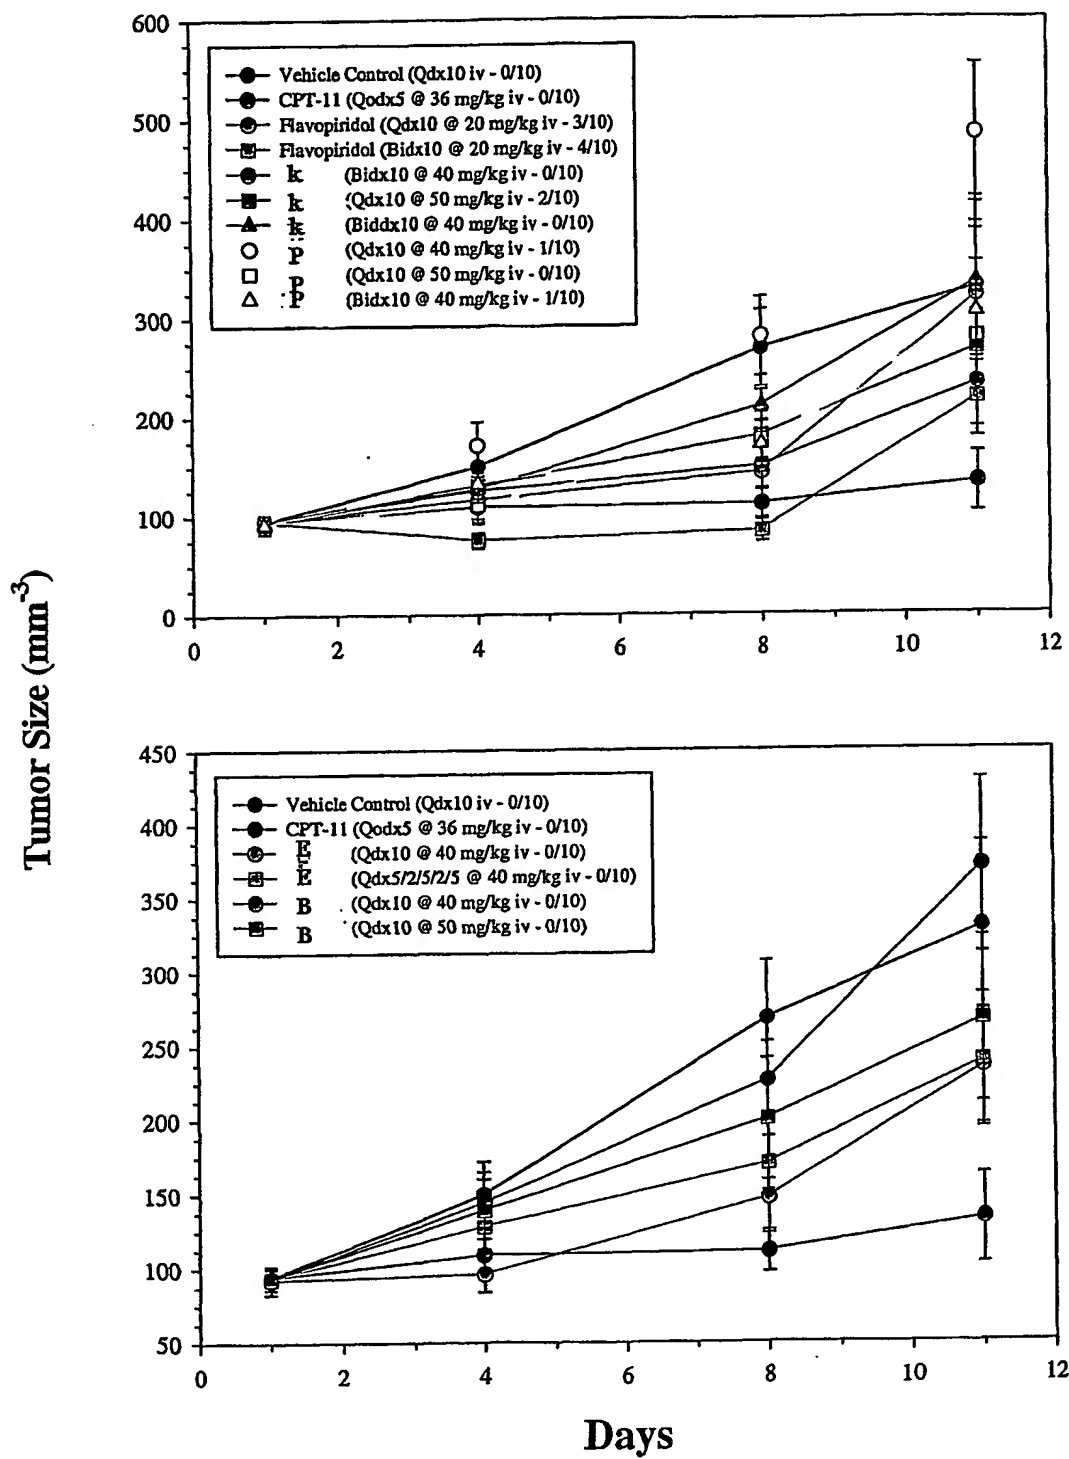 600
500
400
300
200
100
0
Vehicle Control (Qdx10 iv - 0/10)
CPT-11 (Qodx5 @ 36 mg/kg iv - 0/10)
Flavopiridol (Qdx10 @ 20 mg/kg iv - 3/10)
Flavopiridol (Bidx10 @ 20 mg/kg iv - 4/10)
k (Bidx10 @ 40 mg/kg iv - 0/10)
k (Qdx10 @ 50 mg/kg iv - 2/10)
k (Biddx10 @ 40 mg/kg iv - 0/10)
P (Qdx10 @ 40 mg/kg iv - 1/10)
P (Qdx10 @ 50 mg/kg iv - 0/10)
P (Bidx10 @ 40 mg/kg iv - 1/10)
0 2 4 6 8 10 12
Tumor Size (mm-3)
450
400
350
300
250
200
150
100
50
Vehicle Control (Qdx10 iv - 0/10)
CPT-11 (Qodx5 @ 36 mg/kg iv - 0/10)
E (Qdx10 @ 40 mg/kg iv - 0/10)
E (Qdx5/2/5/2/5 @ 40 mg/kg iv - 0/10)
B (Qdx10 @ 40 mg/kg iv - 0/10)
B (Qdx10 @ 50 mg/kg iv - 0/10)
0 2 4 6 8 10 12
Days